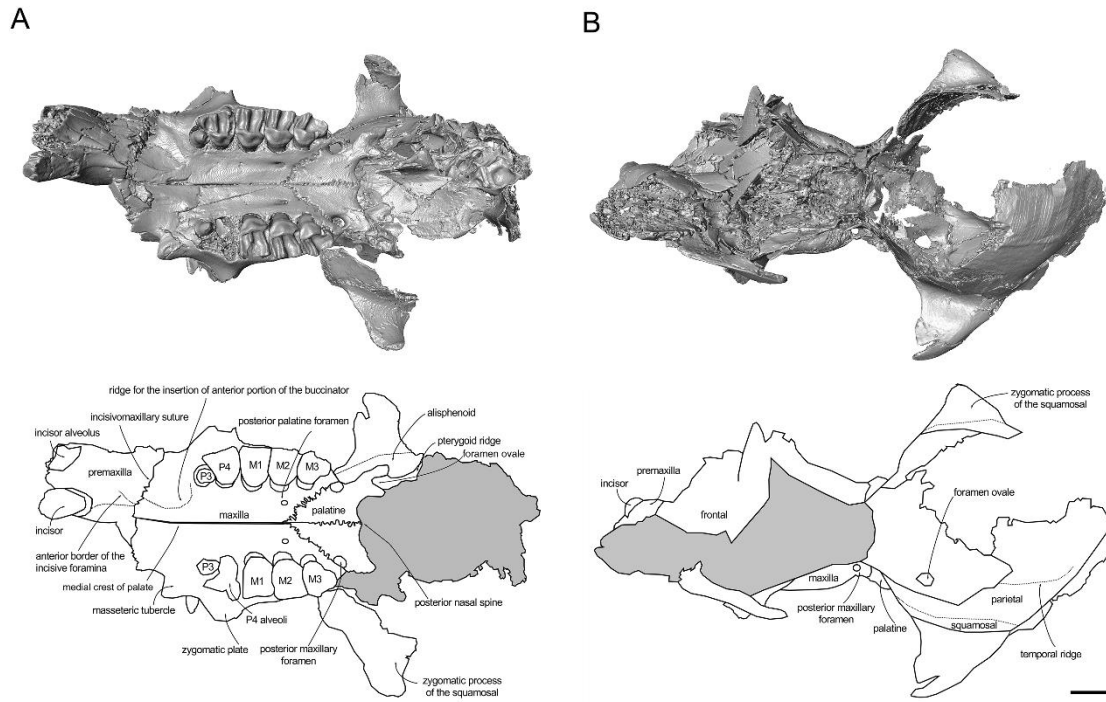 A
B
ridge for the insertion of anterior portion of the buccinator
incisivomaxillary suture
posterior palatine foramen
alisphenoid
incisor alveolus
pterygoid ridge
foramen ovale
premaxilla
P3
P4
M1
M2
M3
incisor
maxilla
palatine
anterior border of the
incisive foramina
P3
M1
M2
M3
medial crest of palate
masseteric tubercle
P4 alveoli
posterior nasal spine
zygomatic plate
posterior maxillary
foramen
zygomatic process
of the squamosal
zygomatic process
of the squamosal
premaxilla
incisor
frontal
foramen ovale
maxilla
posterior maxillary
foramen
palatine
parietal
squamosal
temporal ridge